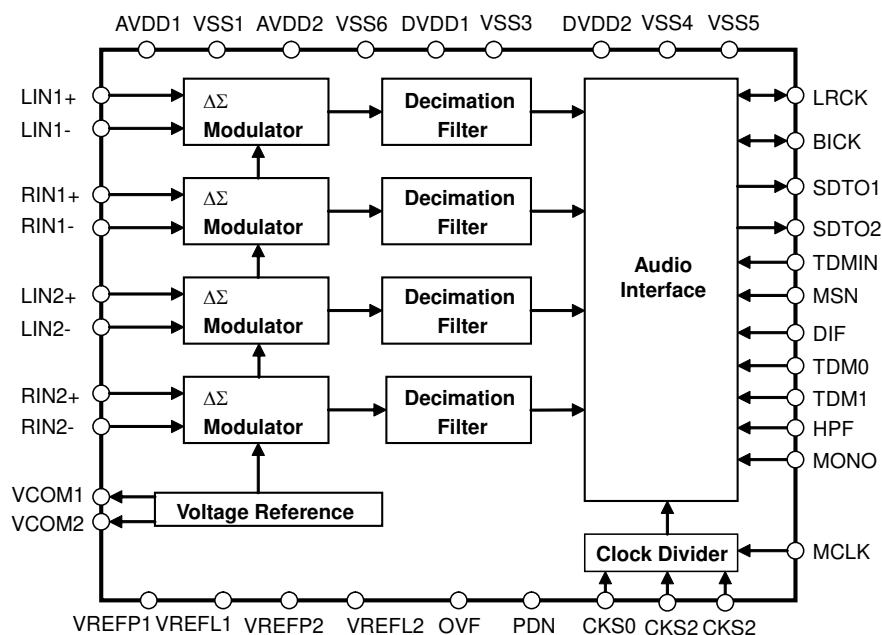 AVDD1 VSS1 AVDD2 VSS6 DVDD1 VSS3 DVDD2 VSS4 VSS5
LIN1+
LIN1-
RIN1+
RIN1-
LIN2+
LIN2-
RIN2+
RIN2-
VCOM1
VCOM2
ΔΣ
Modulator
Decimation
Filter
ΔΣ
Modulator
Decimation
Filter
ΔΣ
Modulator
Decimation
Filter
ΔΣ
Modulator
Decimation
Filter
Voltage Reference
Audio
Interface
Clock Divider
LRCK
BICK
SDTO1
SDTO2
TDMIN
MSN
DIF
TDM0
TDM1
HPF
MONO
MCLK
VREFP1 VREFL1 VREFP2 VREFL2 OVF PDN CKS0 CKS2 CKS2